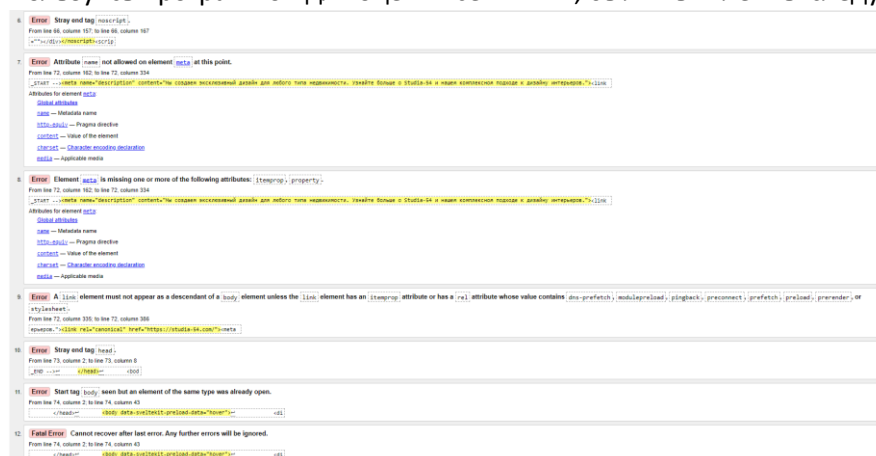 6. Error Stray end tag noscript.
From line 66, column 157; to line 66, column 167
=""></div></noscript><scrip
7. Error Attribute name not allowed on element meta at this point.
From line 72, column 162; to line 72, column 334
_START --><meta name="description" content="Мы создаем эксклюзивный дизайн для любого типа недвижимости. Узнайте больше о Studia-54 и нашем комплексном подходе к дизайну интерьеров."><link
Attributes for element meta:
Global attributes
name — Metadata name
http-equiv — Pragma directive
content — Value of the element
charset — Character encoding declaration
media — Applicable media
8. Error Element meta is missing one or more of the following attributes: itemprop, property.
From line 72, column 162; to line 72, column 334
_START --><meta name="description" content="Мы создаем эксклюзивный дизайн для любого типа недвижимости. Узнайте больше о Studia-54 и нашем комплексном подходе к дизайну интерьеров."><link
Attributes for element meta:
Global attributes
name — Metadata name
http-equiv — Pragma directive
content — Value of the element
charset — Character encoding declaration
media — Applicable media
9. Error A link element must not appear as a descendant of a body element unless the link element has an itemprop attribute or has a rel attribute whose value contains dns-prefetch, modulepreload, pingback, preconnect, prefetch, preload, prerender, or
stylesheet.
From line 72, column 335; to line 72, column 386
ерьеров."><link rel="canonical" href="https://studia-54.com/"><meta
10. Error Stray end tag head.
From line 73, column 2; to line 73, column 8
_END -->↩ </head>↩ <bod
11. Error Start tag body seen but an element of the same type was already open.
From line 74, column 2; to line 74, column 43
</head>↩ <body data-sveltekit-preload-data="hover">↩ <di
12. Fatal Error Cannot recover after last error. Any further errors will be ignored.
From line 74, column 2; to line 74, column 43
</head>↩ <body data-sveltekit-preload-data="hover">↩ <di